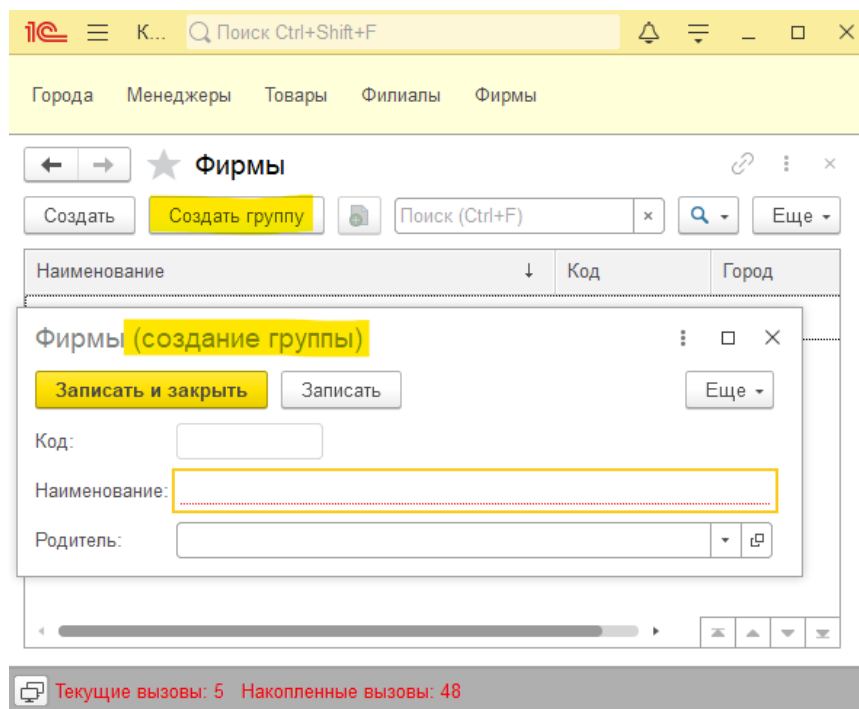 1С К... Поиск Ctrl+Shift+F
Города Менеджеры Товары Филиалы Фирмы
Фирмы
Создать Создать группу Поиск (Ctrl+F) Еще
Наименование Код Город
Фирмы (создание группы)
Записать и закрыть Записать Еще
Код:
Наименование:
Родитель:
Текущие вызовы: 5 Накопленные вызовы: 48